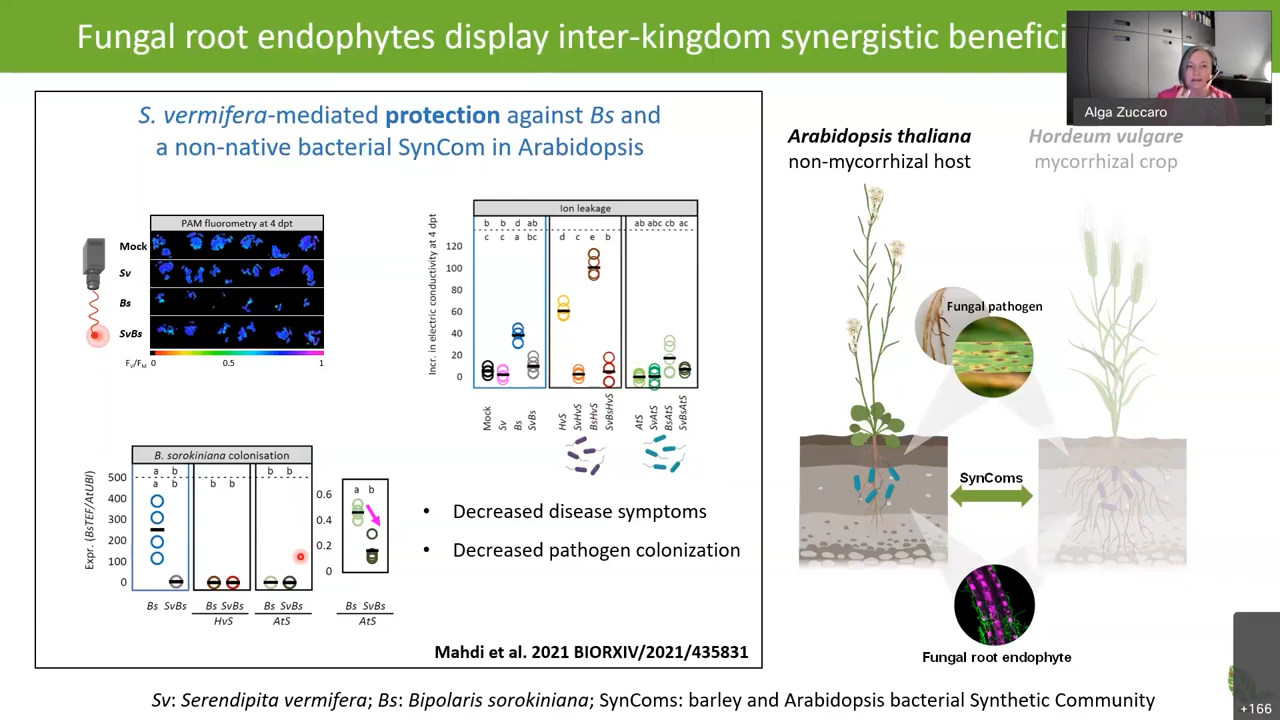 Fungal root endophytes display inter-kingdom synergistic
Alga Zuccaro
S. vermifera-mediated protection against Bs and
a non-native bacterial SynCom in Arabidopsis
PAM fluorometry at 4 dpt
Mock
Sv
Bs
SvBs
FV/FM 0 0.5 1
Ion leakage
b b d ab d c e b ab abc cb ac
c c a bc
Incr. in electric conductivity at 4 dpt
120
100
80
60
40
20
0
Mock Sv Bs SvBs HvS SvHvS BsHvS SvBsHvS AtS SvAtS BsAtS SvBsAtS
B. sorokiniana colonisation
a b b b
a b b b
Expr. (BsTEF/AtUBI)
500
400
300
200
100
0
Bs SvBs Bs SvBs Bs SvBs
HvS AtS
a b
0.6
0.4
0.2
0
Bs SvBs
AtS
• Decreased disease symptoms
• Decreased pathogen colonization
Mahdi et al. 2021 BIORXIV/2021/435831
Arabidopsis thaliana
non-mycorrhizal host
Hordeum vulgare
mycorrhizal crop
Fungal pathogen
SynComs
Fungal root endophyte
Sv: Serendipita vermifera; Bs: Bipolaris sorokiniana; SynComs: barley and Arabidopsis bacterial Synthetic Community
+166